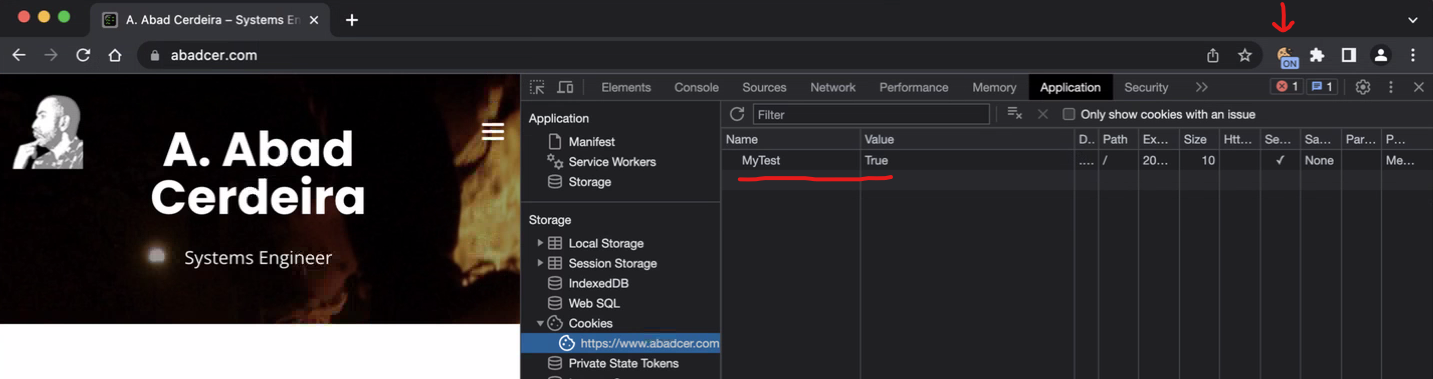 A. Abad Cerdeira – Systems En
abadcer.com
ON
A. Abad
Cerdeira
Systems Engineer
Elements Console Sources Network Performance Memory Application Security
1 1
Application
Manifest
Service Workers
Storage
Storage
Local Storage
Session Storage
IndexedDB
Web SQL
Cookies
https://www.abadcer.com
Private State Tokens
Filter
Only show cookies with an issue
Name Value D.. Path Ex... Size Htt... Se... Sa... Par... P...
MyTest True .... / 20... 10 ✓ None Me...